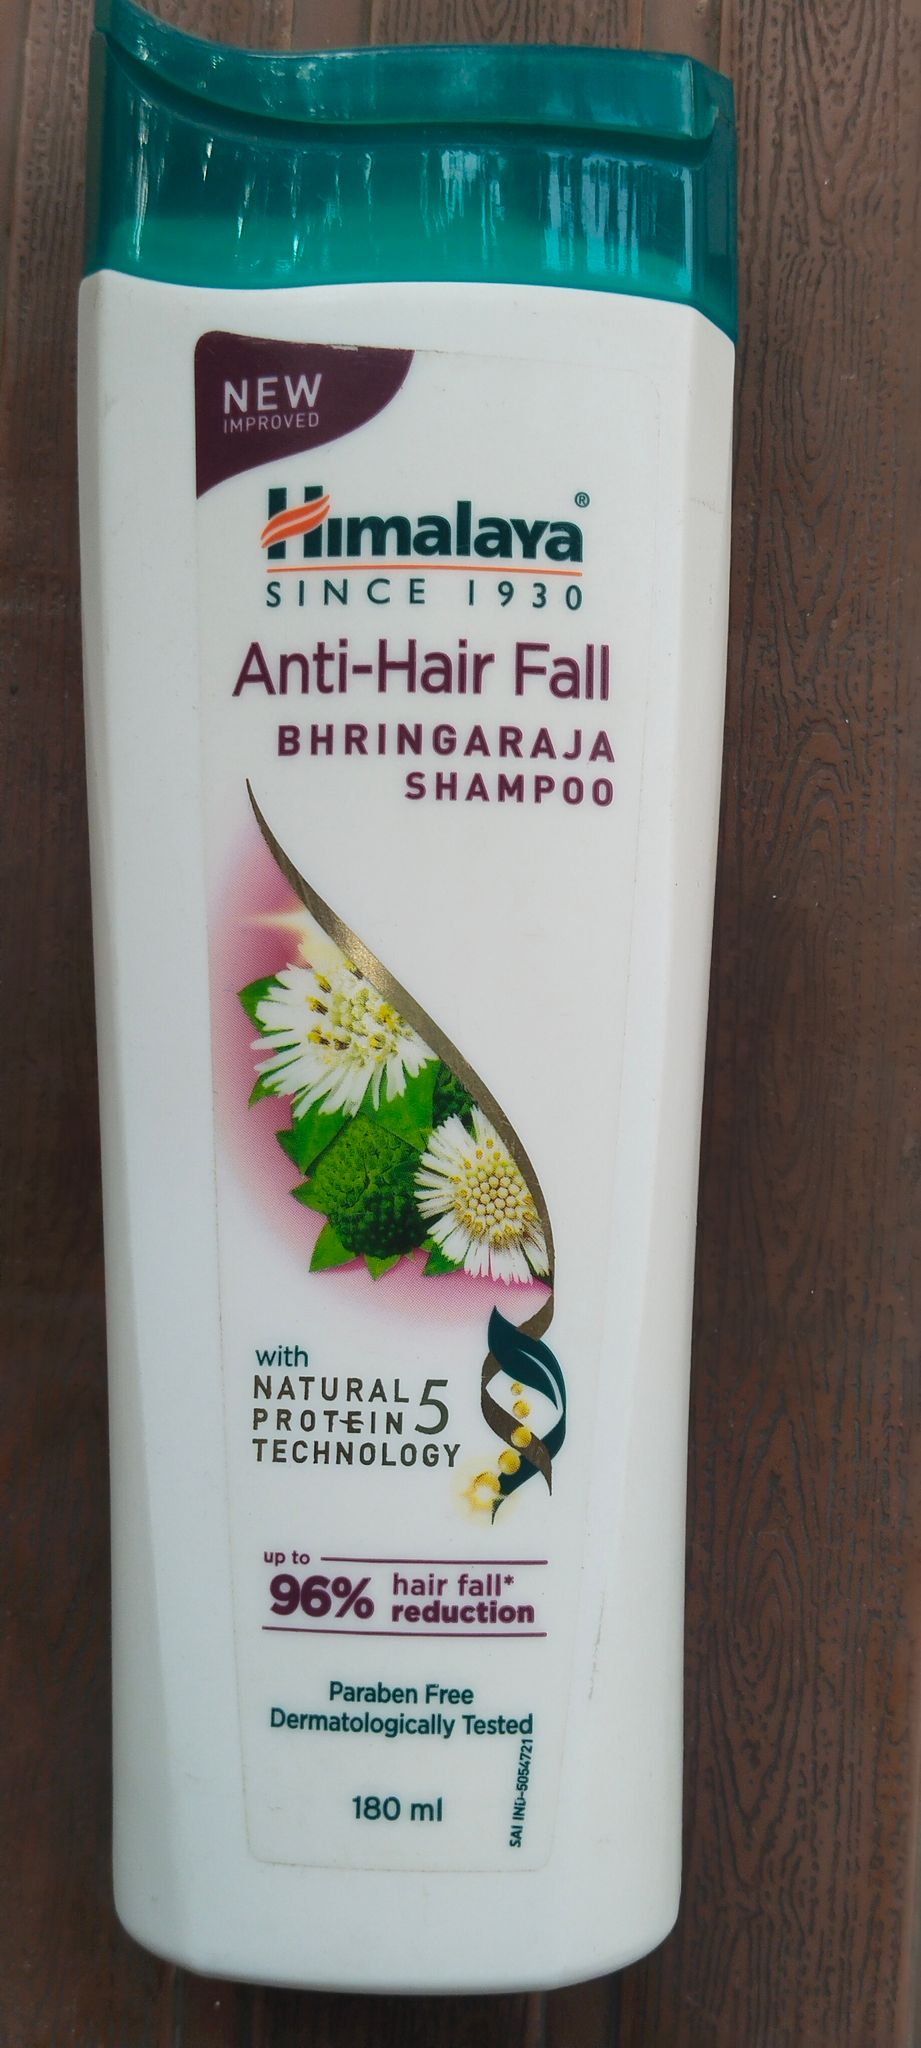 NEW
IMPROVED
Himalaya®
SINCE 1930
Anti-Hair Fall
BHRINGARAJA
SHAMPOO
with
NATURAL 5
PROTEIN
TECHNOLOGY
up to
96% hair fall*
reduction
Paraben Free
Dermatologically Tested
180 ml
SAI IND-5054721